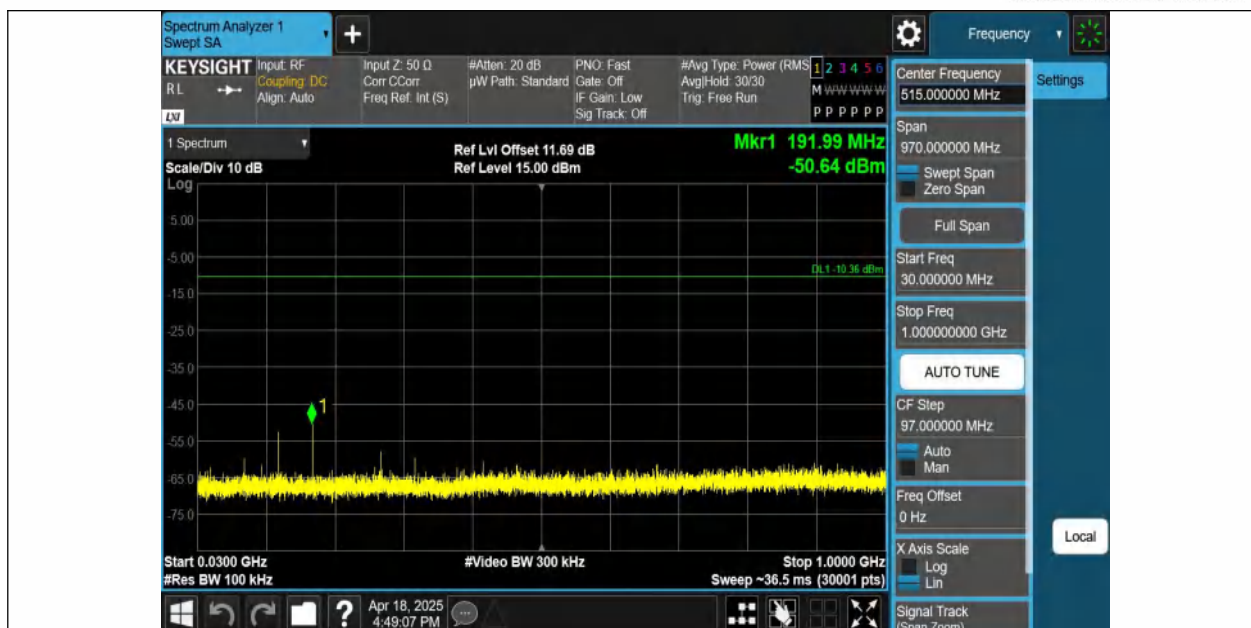 Spectrum Analyzer 1
Swept SA
+
Frequency
KEYSIGHT
RL
LXI
Input: RF
Coupling: DC
Align: Auto
Input Z: 50 Ω
Corr CCorr
Freq Ref: Int (S)
#Atten: 20 dB
µW Path: Standard
PNO: Fast
Gate: Off
IF Gain: Low
Sig Track: Off
#Avg Type: Power (RMS
Avg|Hold: 30/30
Trig: Free Run
1 2 3 4 5 6
M W W W W W
P P P P P P
1 Spectrum
Scale/Div 10 dB
Log
Ref Lvl Offset 11.69 dB
Ref Level 15.00 dBm
Mkr1 191.99 MHz
-50.64 dBm
5.00
-5.00
DL1 -10.36 dBm
-15.0
-25.0
-35.0
-45.0
1
-55.0
-65.0
-75.0
Start 0.0300 GHz
#Res BW 100 kHz
#Video BW 300 kHz
Stop 1.0000 GHz
Sweep ~36.5 ms (30001 pts)
Center Frequency
515.000000 MHz
Settings
Span
970.000000 MHz
Swept Span
Zero Span
Full Span
Start Freq
30.000000 MHz
Stop Freq
1.000000000 GHz
AUTO TUNE
CF Step
97.000000 MHz
Auto
Man
Freq Offset
0 Hz
X Axis Scale
Log
Lin
Local
Signal Track
(Span Zoom)
?
Apr 18, 2025
4:49:07 PM